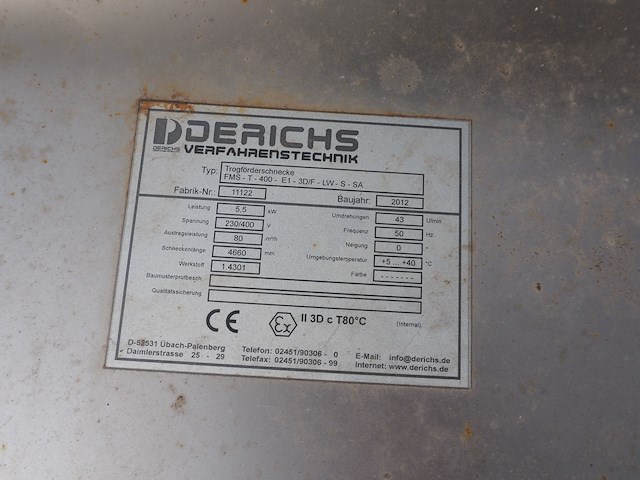 DERICHS
DERICHS
VERFAHRENSTECHNIK
Typ: Trogförderschnecke
FMS - T - 400 - E1 - 3D/F - LW - S - SA
Fabrik-Nr.: 11122 Baujahr: 2012
Leistung 5,5 kW Umdrehungen 43 U/min
Spannung 230/400 V Frequenz 50 Hz
Austragsleistung 80 m³/h Neigung 0 °
Schneckenlänge 4660 mm Umgebungstemperatur +5 ... +40 °C
Werkstoff 1.4301 Farbe - - - - - - -
Baumusterprüfbesch.
Qualitätssicherung
CE Ex II 3D c T80°C (Internal)
D-52531 Übach-Palenberg Telefon: 02451/90306 - 0 E-Mail: info@derichs.de
Daimlerstrasse 25 - 29 Telefax: 02451/90306 - 99 Internet: www.derichs.de